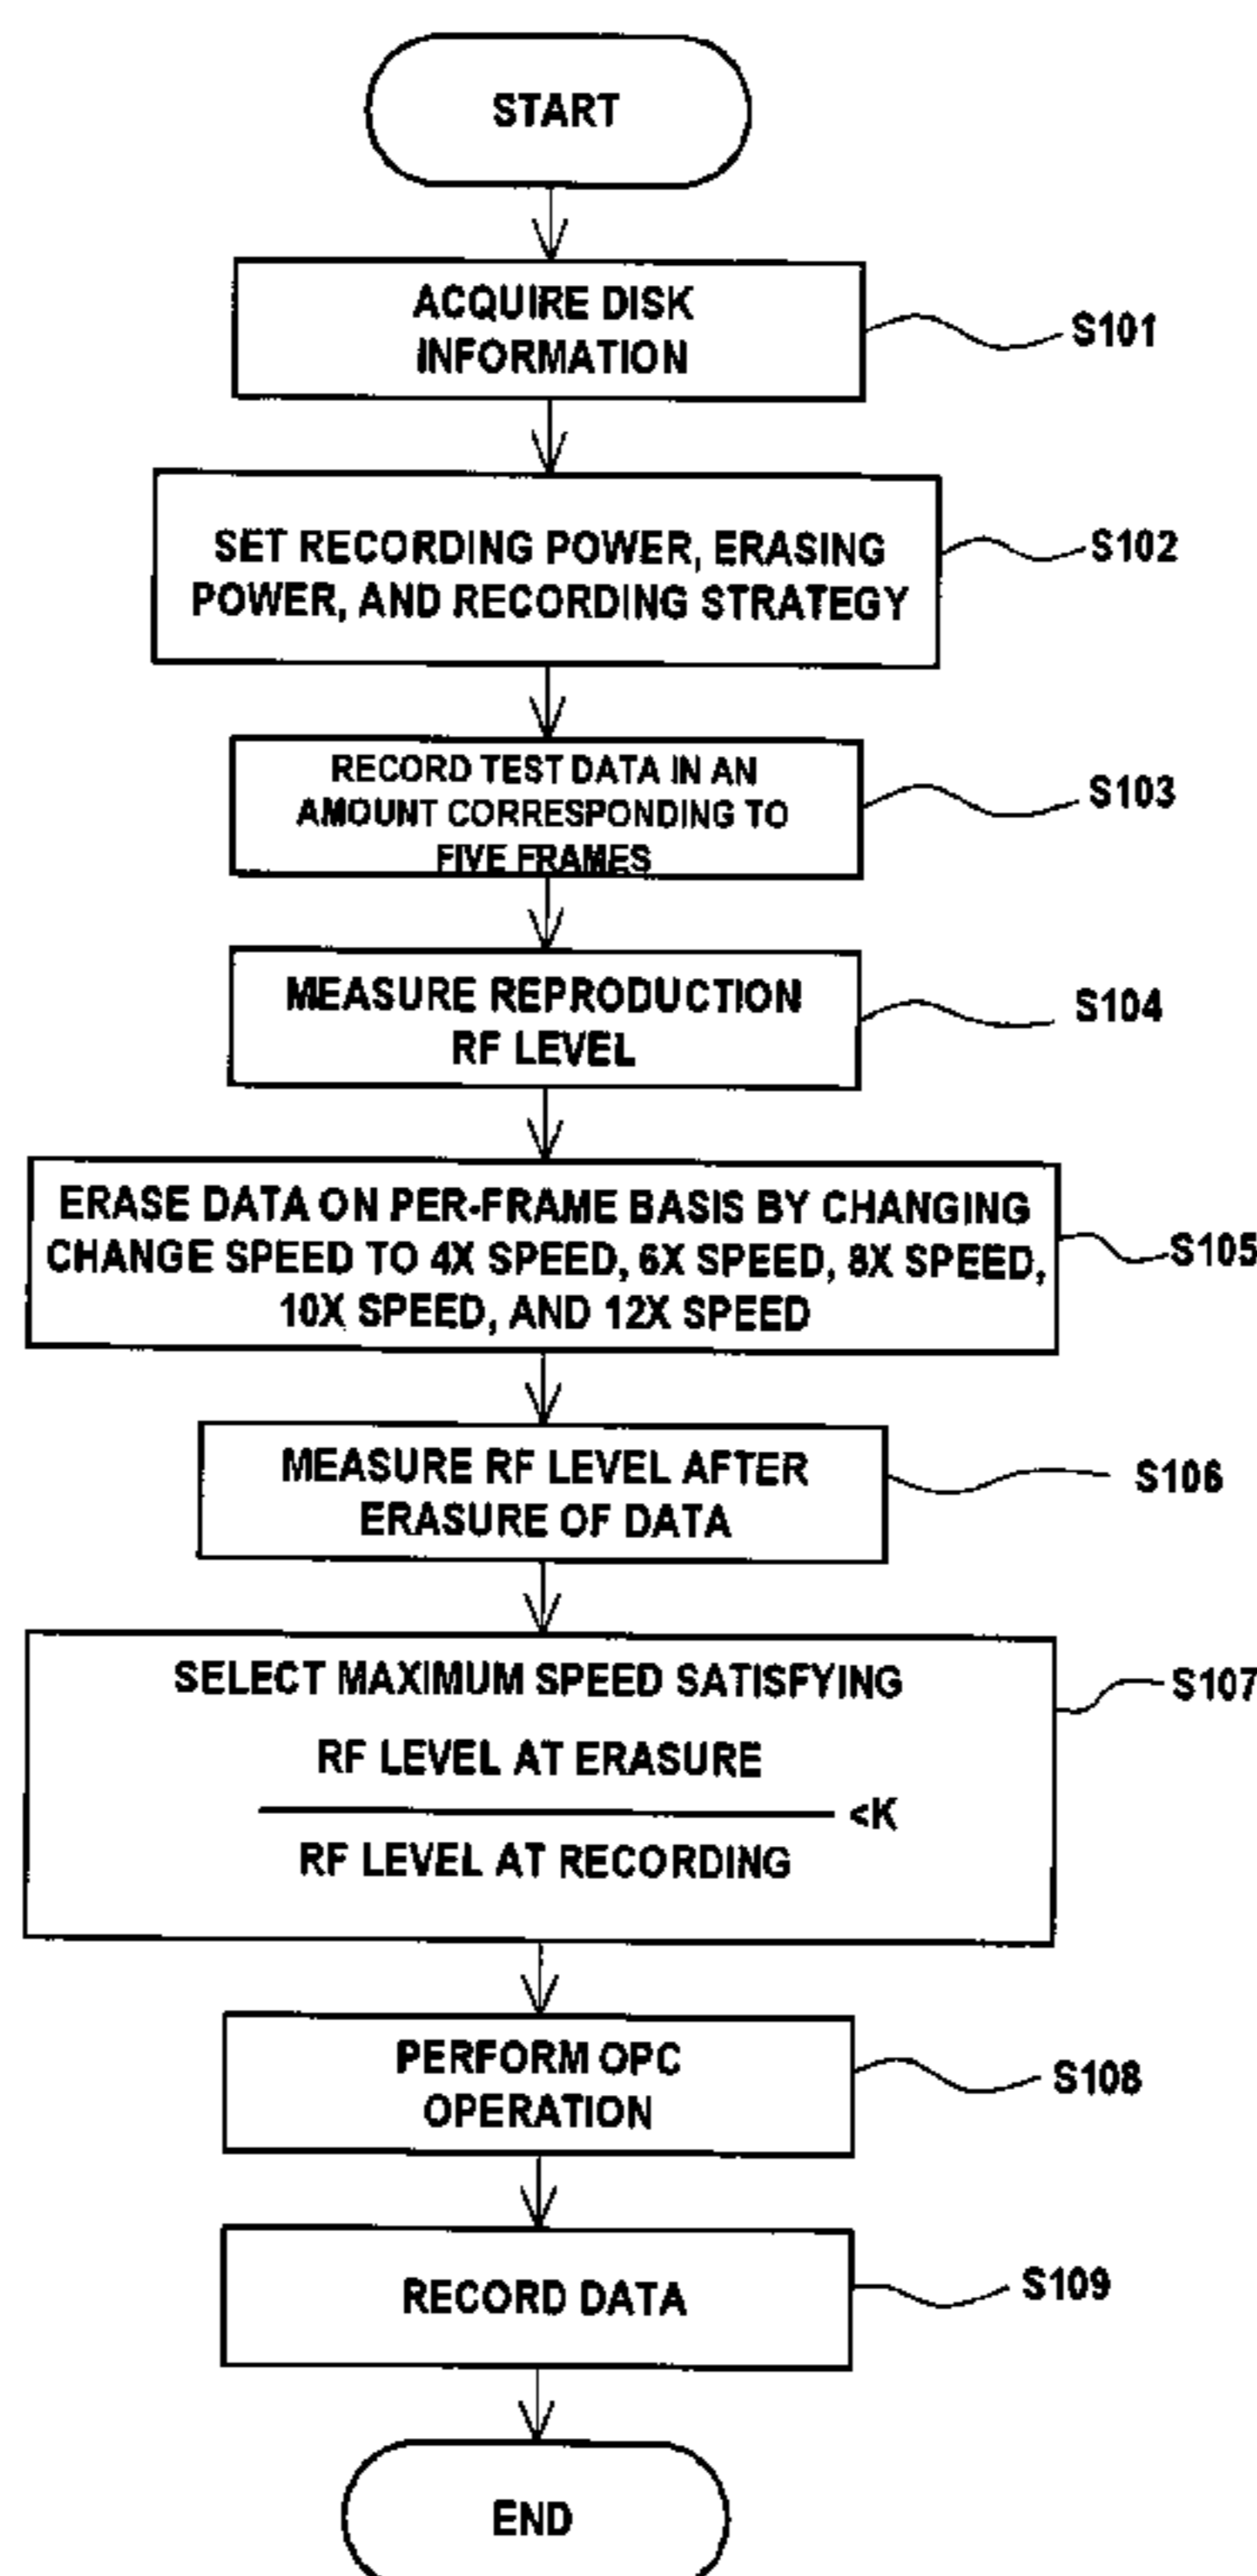 START
ACQUIRE DISK
INFORMATION
S101
SET RECORDING POWER, ERASING
POWER, AND RECORDING STRATEGY
S102
RECORD TEST DATA IN AN
AMOUNT CORRESPONDING TO
FIVE FRAMES
S103
MEASURE REPRODUCTION
RF LEVEL
S104
ERASE DATA ON PER-FRAME BASIS BY CHANGING
CHANGE SPEED TO 4X SPEED, 6X SPEED, 8X SPEED,
10X SPEED, AND 12X SPEED
S105
MEASURE RF LEVEL AFTER
ERASURE OF DATA
S106
SELECT MAXIMUM SPEED SATISFYING
RF LEVEL AT ERASURE
<K
RF LEVEL AT RECORDING
S107
PERFORM OPC
OPERATION
S108
RECORD DATA
S109
END